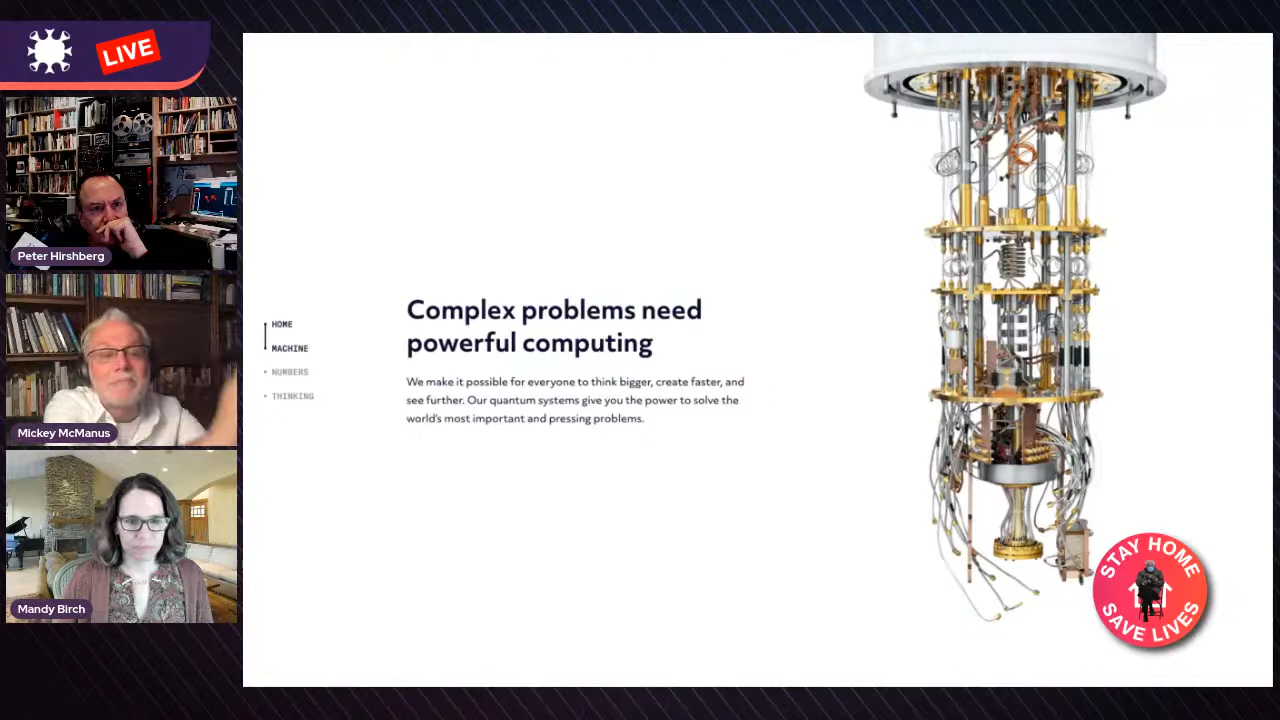 LIVE
Peter Hirshberg
Mickey McManus
Mandy Birch
HOME
MACHINE
NUMBERS
THINKING
Complex problems need
powerful computing
We make it possible for everyone to think bigger, create faster, and
see further. Our quantum systems give you the power to solve the
world's most important and pressing problems.
STAY HOME
SAVE LIVES